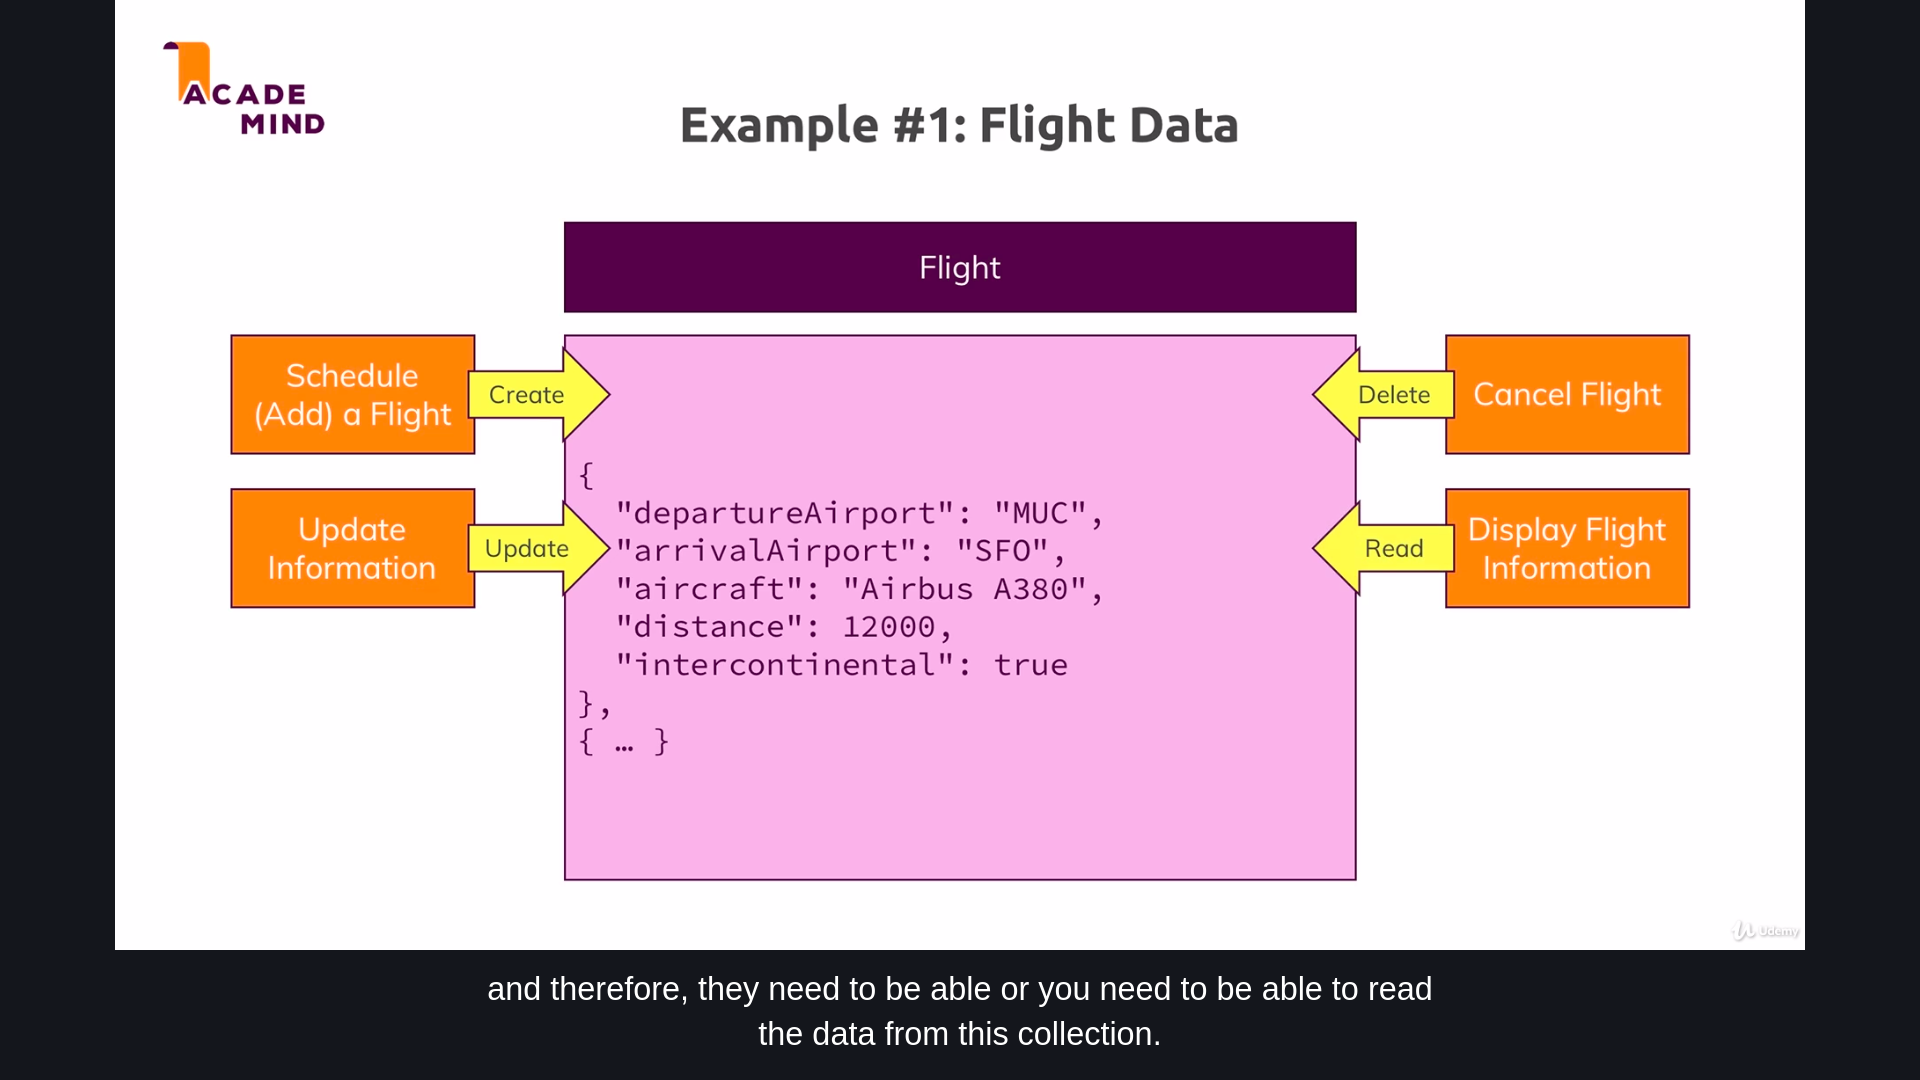 ACADE
MIND
Example #1: Flight Data
Flight
Schedule
(Add) a Flight
Create
Delete
Cancel Flight
Update
Information
Update
Read
Display Flight
Information
{
  "departureAirport": "MUC",
  "arrivalAirport": "SFO",
  "aircraft": "Airbus A380",
  "distance": 12000,
  "intercontinental": true
},
{ … }
Udemy
and therefore, they need to be able or you need to be able to read
the data from this collection.